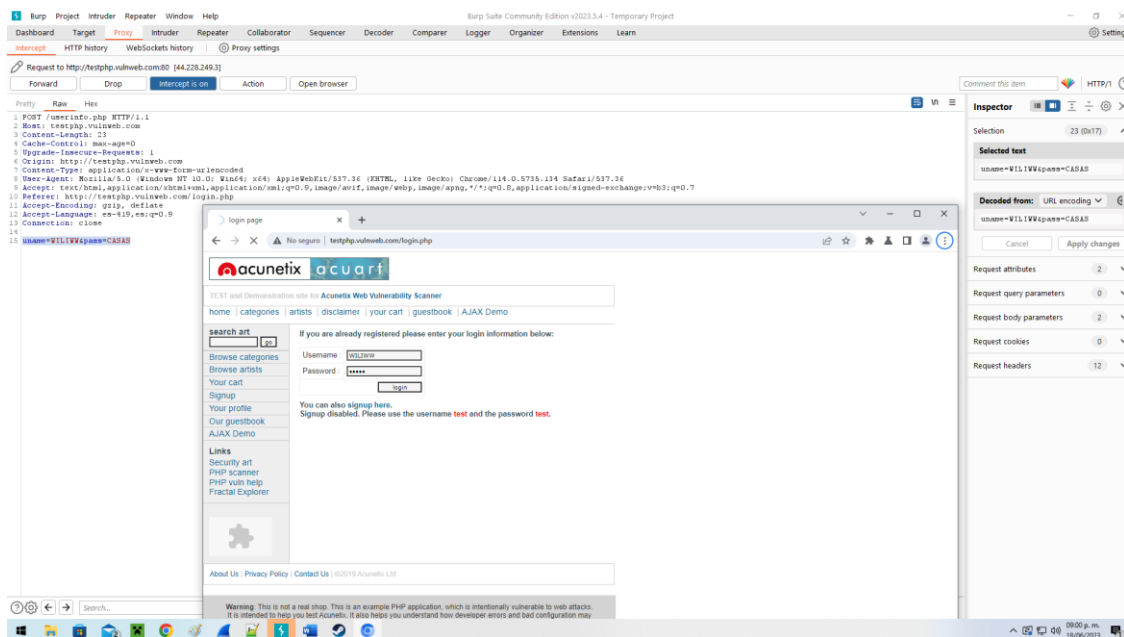 Burp Project Intruder Repeater Window Help
Burp Suite Community Edition v2023.5.4 - Temporary Project
Dashboard Target Proxy Intruder Repeater Collaborator Sequencer Decoder Comparer Logger Organizer Extensions Learn
Setting
Intercept HTTP history WebSockets history Proxy settings
Request to http://testphp.vulnweb.com:80 [44.228.249.3]
Forward Drop Intercept is on Action Open browser
Comment this item
HTTP/1
Pretty Raw Hex
1 POST /userinfo.php HTTP/1.1
2 Host: testphp.vulnweb.com
3 Content-Length: 23
4 Cache-Control: max-age=0
5 Upgrade-Insecure-Requests: 1
6 Origin: http://testphp.vulnweb.com
7 Content-Type: application/x-www-form-urlencoded
8 User-Agent: Mozilla/5.0 (Windows NT 10.0; Win64; x64) AppleWebKit/537.36 (KHTML, like Gecko) Chrome/114.0.5735.134 Safari/537.36
9 Accept: text/html,application/xhtml+xml,application/xml;q=0.9,image/avif,image/webp,image/apng,*/*;q=0.8,application/signed-exchange;v=b3;q=0.7
10 Referer: http://testphp.vulnweb.com/login.php
11 Accept-Encoding: gzip, deflate
12 Accept-Language: es-419,es;q=0.9
13 Connection: close
14
15 uname=WILIWW&pass=CASAS
Inspector
Selection 23 (0x17)
Selected text
uname=WILIWW&pass=CASAS
Decoded from: URL encoding
uname=WILIWW&pass=CASAS
Cancel Apply changes
Request attributes 2
Request query parameters 0
Request body parameters 2
Request cookies 0
Request headers 12
login page
No seguro testphp.vulnweb.com/login.php
acunetix acuart
TEST and Demonstration site for Acunetix Web Vulnerability Scanner
home | categories | artists | disclaimer | your cart | guestbook | AJAX Demo
search art
go
Browse categories
Browse artists
Your cart
Signup
Your profile
Our guestbook
AJAX Demo
Links
Security art
PHP scanner
PHP vuln help
Fractal Explorer
If you are already registered please enter your login information below:
Username : WILIWW
Password : •••••
login
You can also signup here.
Signup disabled. Please use the username test and the password test.
About Us | Privacy Policy | Contact Us | ©2019 Acunetix Ltd
Warning: This is not a real shop. This is an example PHP application, which is intentionally vulnerable to web attacks.
It is intended to help you test Acunetix. It also helps you understand how developer errors and bad configuration may
Search...
09:00 p. m.
18/06/2023